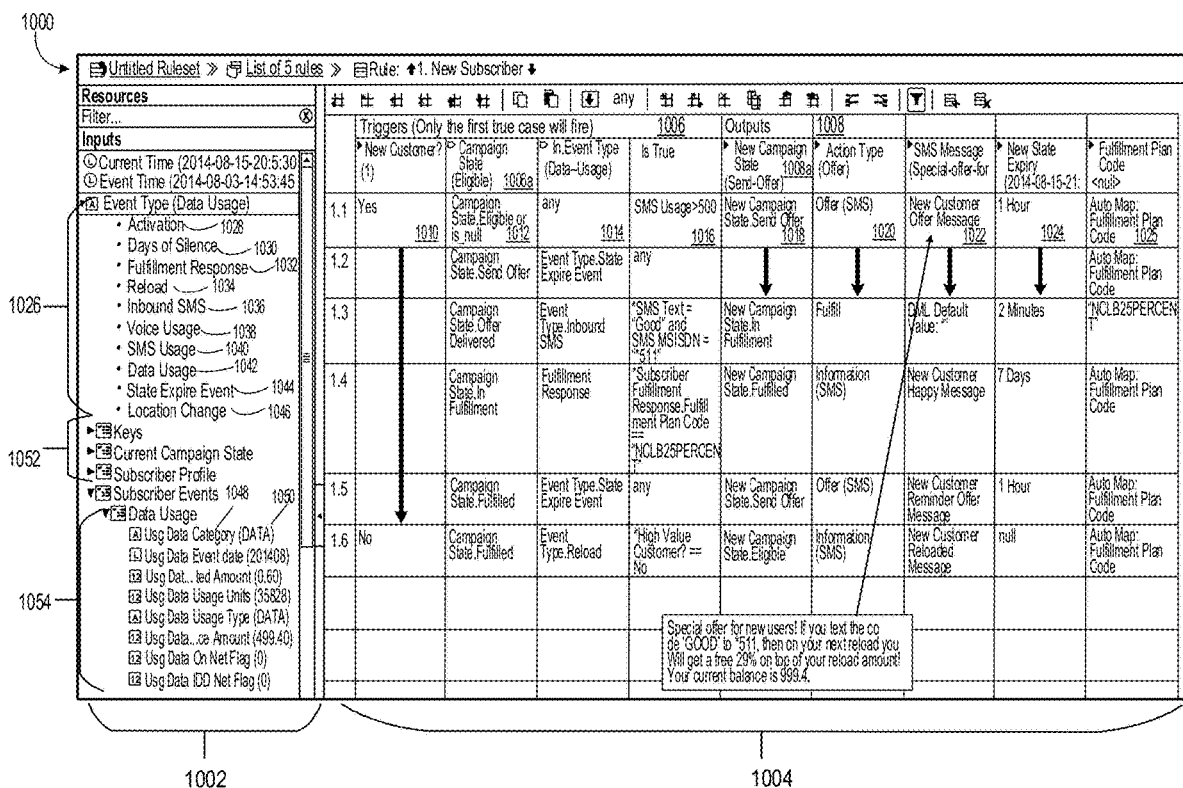 1000
Untitled Ruleset » List of 5 rules » Rule: 1. New Subscriber
Resources
Filter...
Inputs
Current Time (2014-08-15-20:5:30
Event Time (2014-08-03-14:53:45
Event Type (Data Usage)
• Activation 1028
• Days of Silence 1030
• Fulfillment Response 1032
• Reload 1034
• Inbound SMS 1036
• Voice Usage 1038
• SMS Usage 1040
• Data Usage 1042
• State Expire Event 1044
• Location Change 1046
Keys
Current Campaign State
Subscriber Profile
Subscriber Events 1048 1050
Data Usage
Usg Data Category (DATA)
Usg Data Event date (201408)
Usg Dat... ted Amount (0.60)
Usg Data Usage Units (35828)
Usg Data Usage Type (DATA)
Usg Data...ce Amount (499.40)
Usg Data On Net Flag (0)
Usg Data IDD Net Flag (0)
1026
1052
1054
any
Triggers (Only the first true case will fire) 1006 Outputs 1008
New Customer?
(1)
Campaign
State
(Eligible) 1008a
In.Event Type
(Data-Usage)
Is True
New Campaign
State 1008a
(Send-Offer)
Action Type
(Offer)
SMS Message
(Special-offer-for
New State
Expiry
(2014-08-15-21:
Fulfillment Plan
Code
<null>
1.1
Yes
1010
Campaign
State.Eligible or
is_null 1012
any
1014
SMS Usage>500
1016
New Campaign
State.Send Offer
1018
Offer (SMS)
1020
New Customer
Offer Message
1022
1 Hour
1024
Auto Map:
Fulfillment Plan
Code 1025
1.2
Campaign
State.Send Offer
Event Type.State
Expire Event
any
Auto Map:
Fulfillment Plan
Code
1.3
Campaign
State.Offer
Delivered
Event
Type.Inbound
SMS
"SMS Text =
"Good" and
SMS MSISDN =
"*511"
New Campaign
State.In
Fulfillment
Fulfill
DML Default
Value: ""
2 Minutes
"NCLB25PERCEN
T"
1.4
Campaign
State.In
Fulfillment
Fulfillment
Response
"Subscriber
Fulfillment
Response.Fulfill
ment Plan Code
==
"NCLB25PERCEN
T"
New Campaign
State.Fulfilled
Information
(SMS)
New Customer
Happy Message
7 Days
Auto Map:
Fulfillment Plan
Code
1.5
Campaign
State.Fulfilled
Event Type.State
Expire Event
any
New Campaign
State.Send Offer
Offer (SMS)
New Customer
Reminder Offer
Message
1 Hour
Auto Map:
Fulfillment Plan
Code
1.6
No
Campaign
State.Fulfilled
Event
Type.Reload
"High Value
Customer? ==
No
New Campaign
State.Eligible
Information
(SMS)
New Customer
Reloaded
Message
null
Auto Map:
Fulfillment Plan
Code
Special offer for new users! If you text the co
de "GOOD" to *511, then on your next reload you
Will get a free 29% on top of your reload amount!
Your current balance is 999.4.
1002
1004